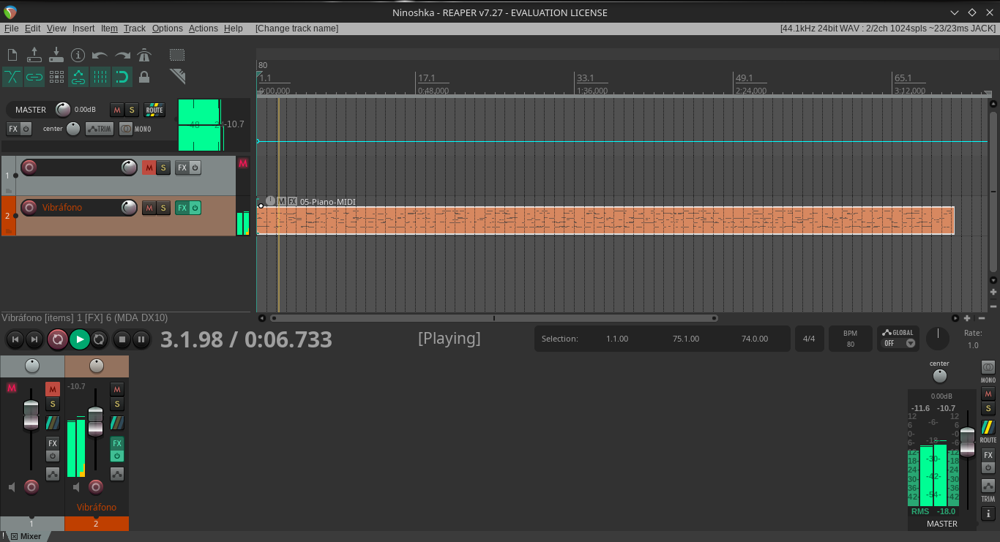 Ninoshka - REAPER v7.27 - EVALUATION LICENSE
File Edit View Insert Item Track Options Actions Help [Change track name] [44.1kHz 24bit WAV : 2/2ch 1024spls ~23/23ms JACK]
80
1.1 17.1 33.1 49.1 65.1
0:00,000 0:48,000 1:36,000 2:24,000 3:12,000
MASTER 0.00dB M S ROUTE
FX center TRIM MONO
-10.7
1 M S FX M
2 Vibráfono M S FX
M FX 05-Piano-MIDI
Vibráfono [items] 1 [FX] 6 (MDA DX10)
3.1.98 / 0:06.733 [Playing] Selection: 1.1.00 75.1.00 74.0.00 4/4 BPM 80 GLOBAL OFF Rate: 1.0
M M S FX
1
-10.7 M S FX
Vibráfono
2
center
MONO
0.00dB M
-11.6 -10.7 S
12 -6- 12
6 6
0- -0
6- -18- -6
12- -12
18- -30- -18
24- -24
30- -42- -30
36- -36
42- -54- -42
RMS -18.0
MASTER
ROUTE
FX
TRIM
! Mixer